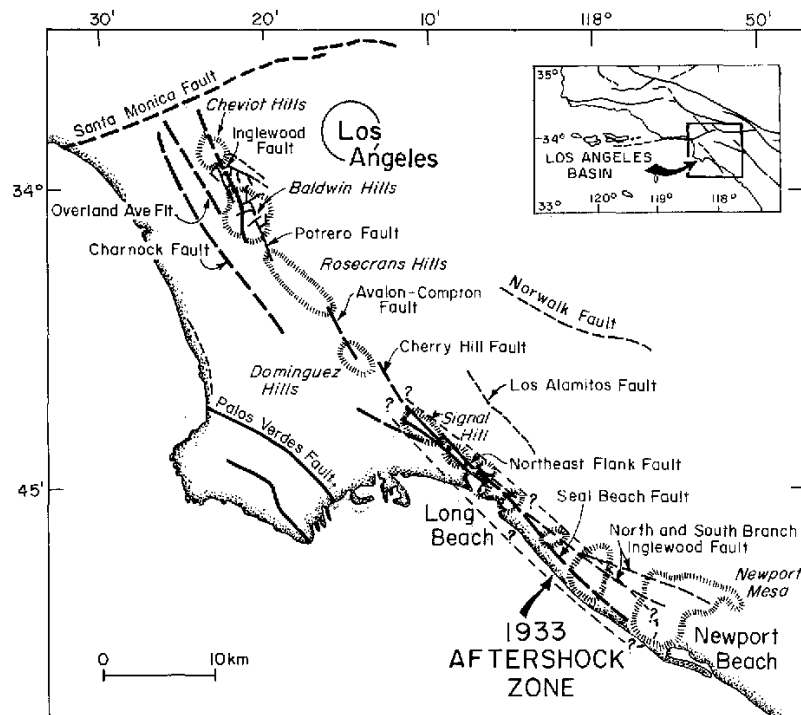 30'
20'
10'
118°
50'
35°
34°
33
120°
119°
118°
LOS ANGELES
BASIN
Santa Monica Fault
Cheviot Hills
Inglewood
Fault
Los
Angeles
34°
Baldwin Hills
Overland Ave Flt.
Charnock Fault
Potrero Fault
Rosecrans Hills
Avalon-Compton
Fault
Norwalk Fault
Cherry Hill Fault
Dominguez
Hills
Los Alamitos Fault
?
?
Signal
Hill
Palos Verdes Fault
Northeast Flank Fault
45'
?
Seal Beach Fault
Long
Beach
?
North and South Branch
Inglewood Fault
Newport
Mesa
?
1933
AFTERSHOCK
ZONE
?
Newport
Beach
0
10 km